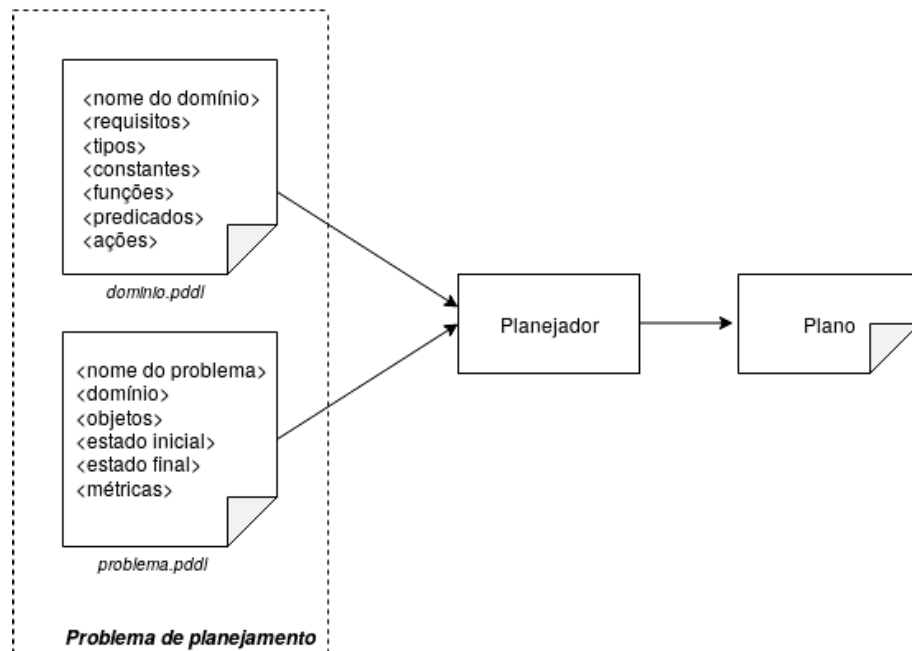 <nome do domínio>
<requisitos>
<tipos>
<constantes>
<funções>
<predicados>
<ações>
domínio.pddl
<nome do problema>
<domínio>
<objetos>
<estado inicial>
<estado final>
<métricas>
problema.pddl
Problema de planejamento
Planejador
Plano